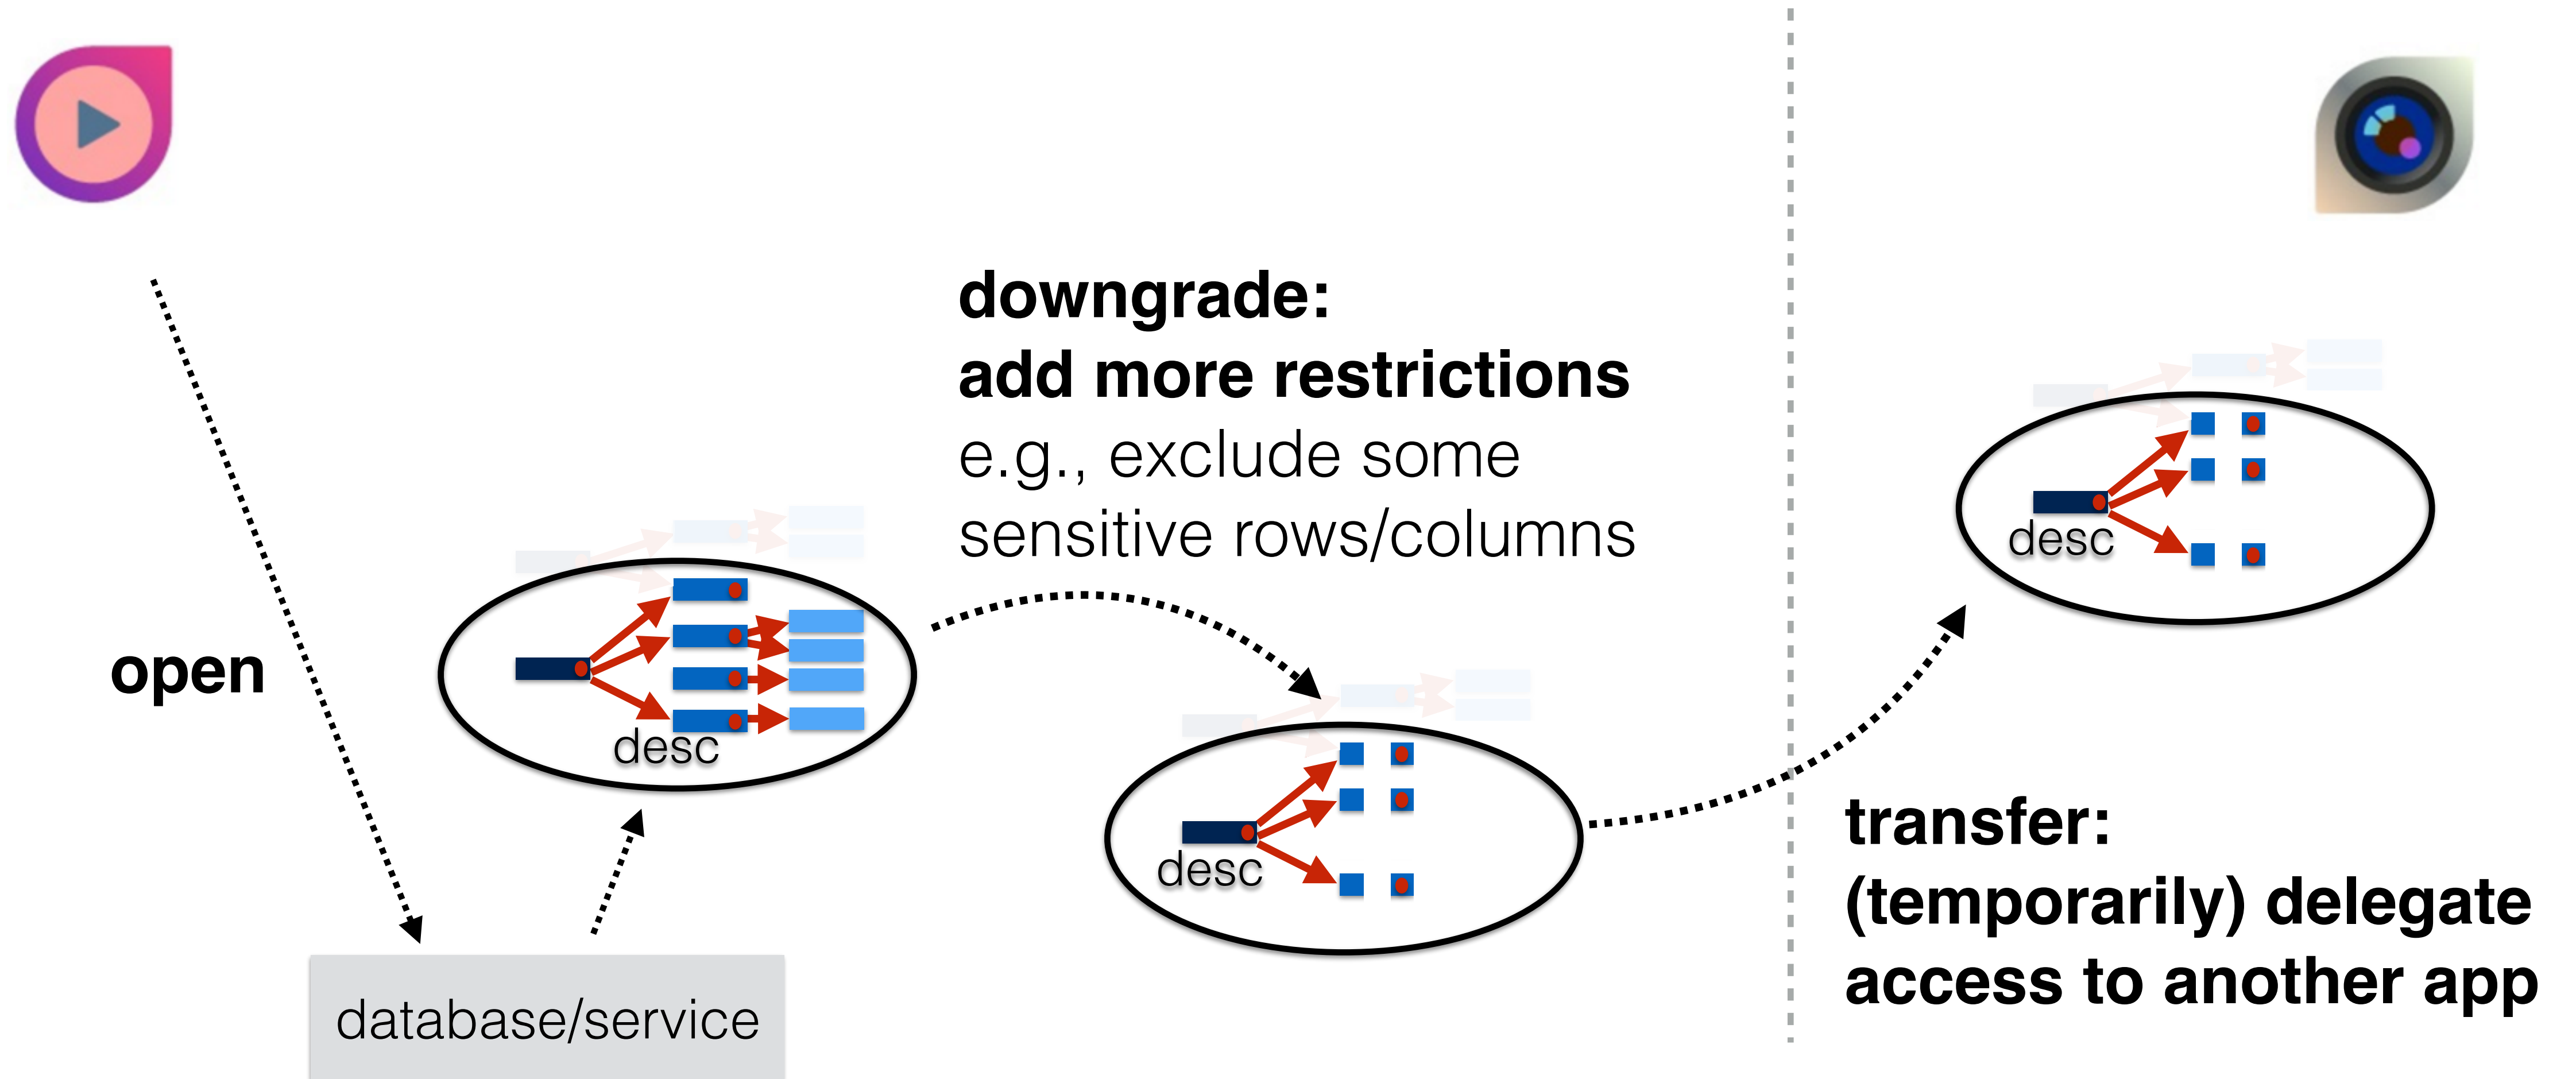 open
database/service
desc
downgrade:
add more restrictions
e.g., exclude some
sensitive rows/columns
desc
desc
transfer:
(temporarily) delegate
access to another app